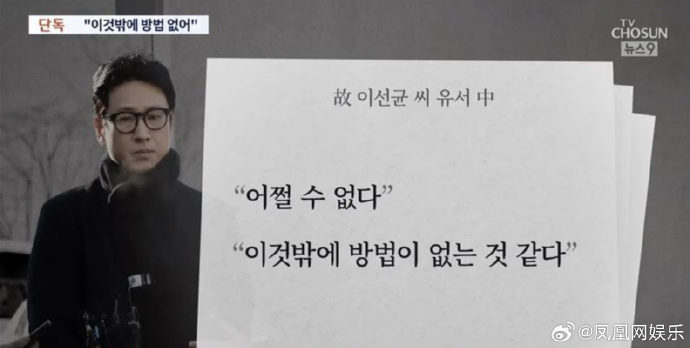 단독 "이것밖에 방법 없어"
TV
CHOSUN
뉴스9
故 이선균 씨 유서 中
“어쩔 수 없다”
“이것밖에 방법이 없는 것 같다”
@凤凰网娱乐